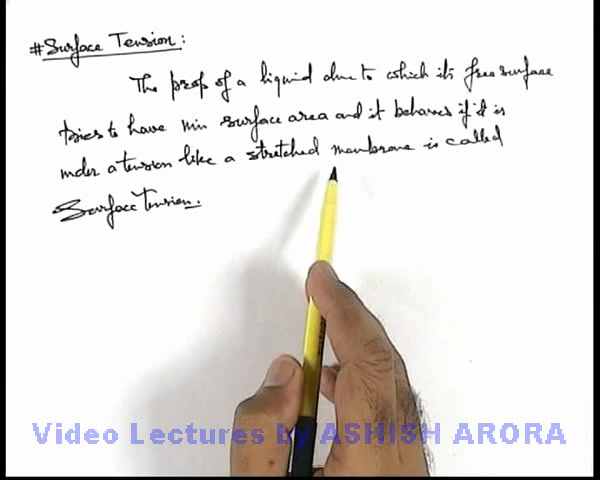 # Surface Tension :
The prop of a liquid due to which its free surface
tries to have min surface area and it behaves if it is
under a tension like a stretched membrane is called
Surface Tension.
Video Lectures by ASHISH ARORA